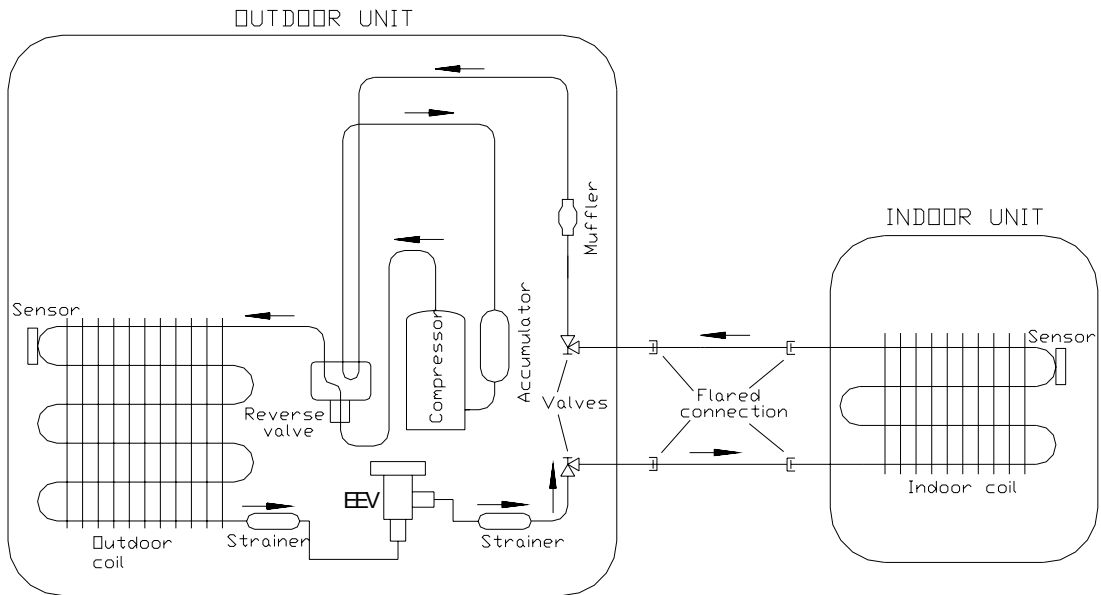 OUTDOOR UNIT
Muffler
INDOOR UNIT
Sensor
Compressor
Accumulator
Sensor
Reverse
valve
Valves
Flared
connection
EEV
Indoor coil
Outdoor
coil
Strainer
Strainer